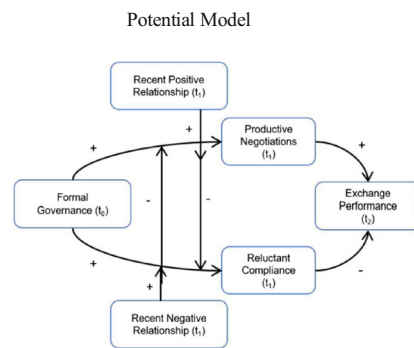 Potential Model
Recent Positive
Relationship (t₁)
+
+
Productive
Negotiations
(t₁)
+
Formal
Governance (t₀)
-
-
Exchange
Performance
(t₂)
+
Reluctant
Compliance
(t₁)
-
+
Recent Negative
Relationship (t₁)